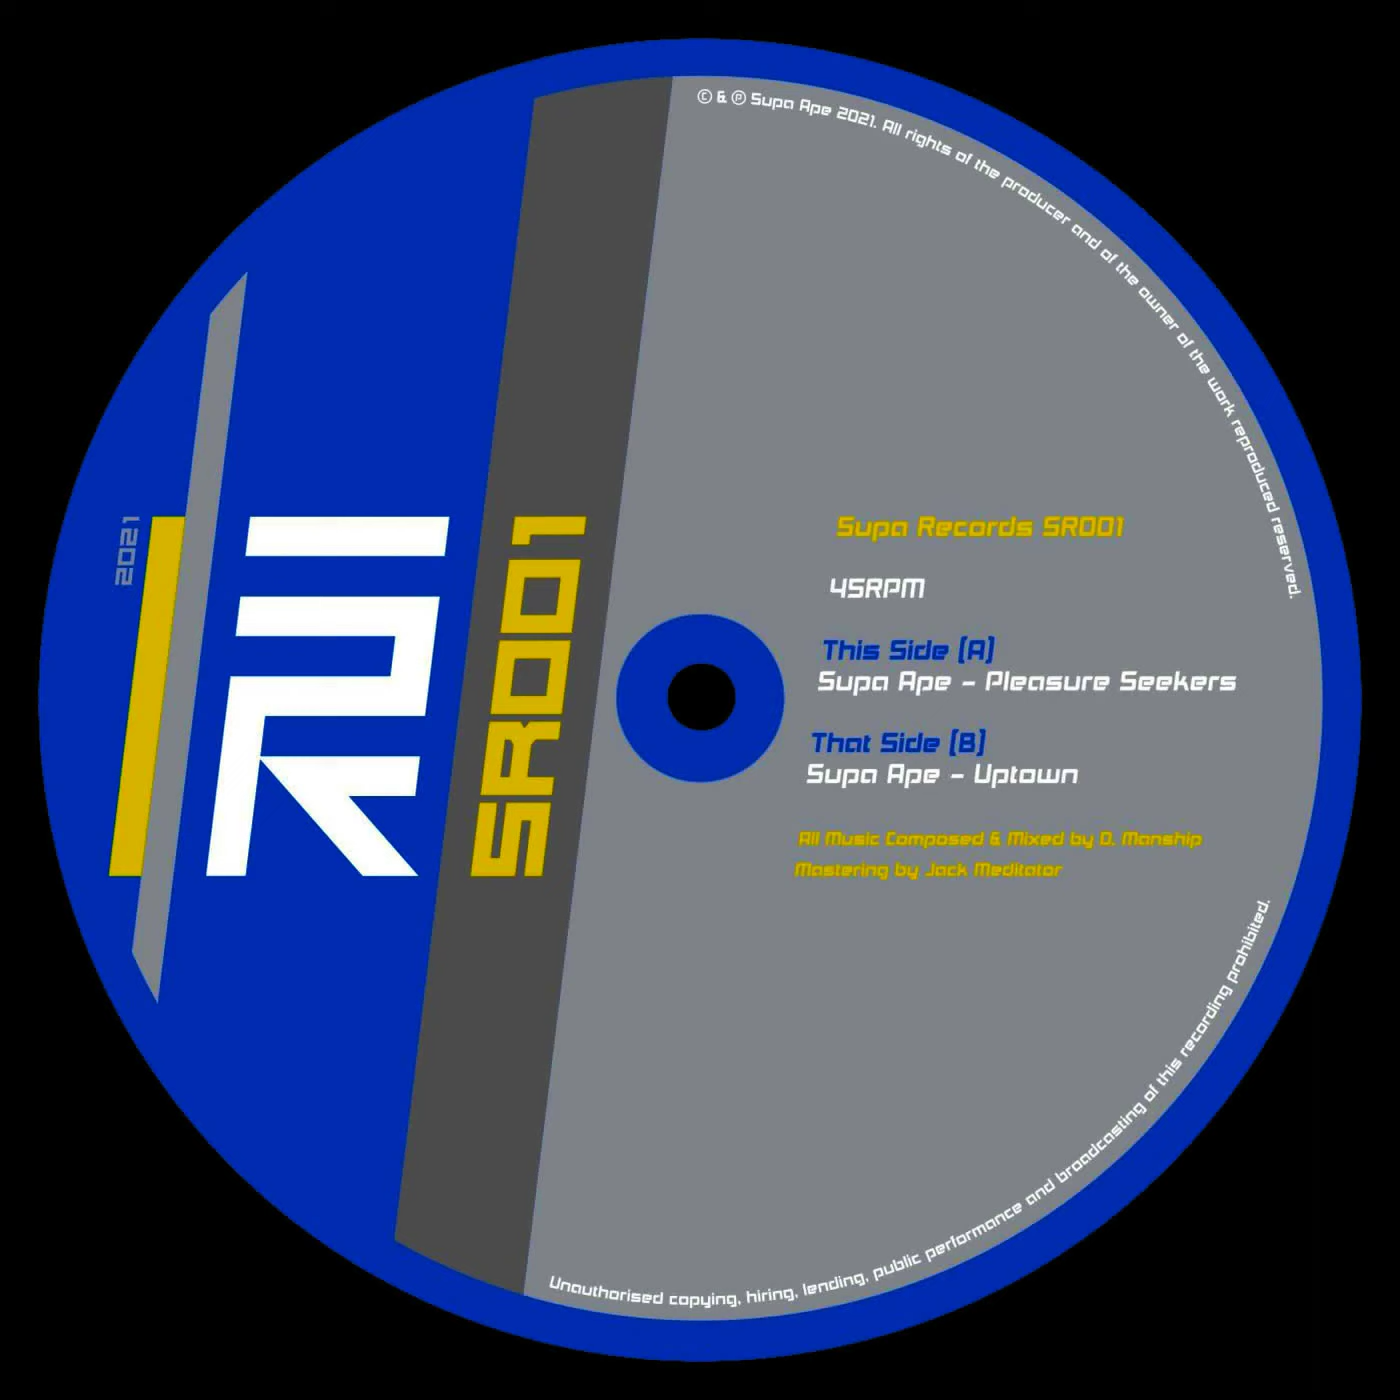 2021
SR001
© & ℗ Supa Ape 2021. All rights of the producer and of the owner of the work reproduced reserved.
Supa Records SR001
45RPM
This Side (A)
Supa Ape - Pleasure Seekers
That Side (B)
Supa Ape - Uptown
All Music Composed & Mixed by D. Manship
Mastering by Jack Meditator
Unauthorised copying, hiring, lending, public performance and broadcasting of this recording prohibited.